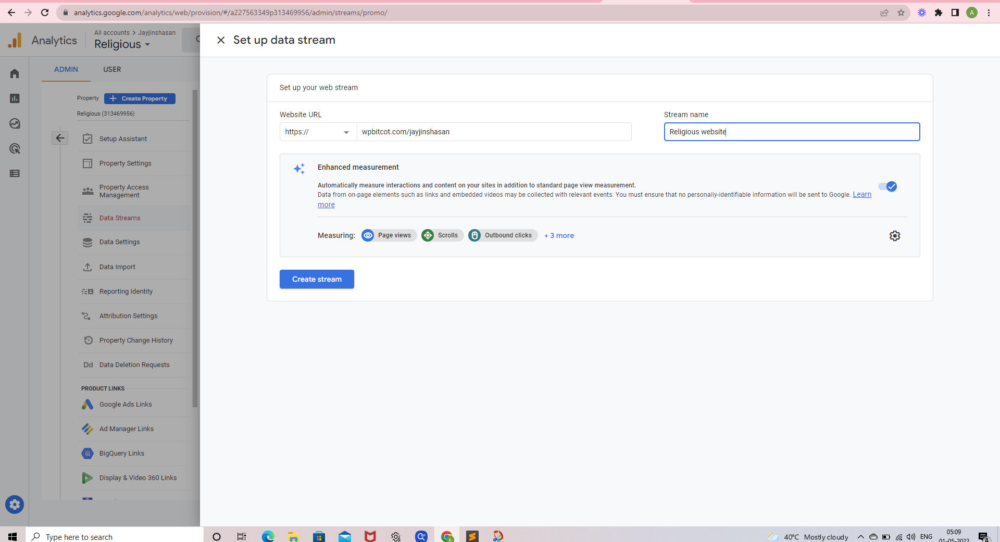 analytics.google.com/analytics/web/provision/#/a227563349p313469956/admin/streams/promo/
A
Analytics
All accounts > Jayjinshasan
Religious
Set up data stream
ADMIN
USER
Property
Create Property
Religious (313469956)
Setup Assistant
Property Settings
Property Access
Management
Data Streams
Data Settings
Data Import
Reporting Identity
Attribution Settings
Property Change History
Dd Data Deletion Requests
PRODUCT LINKS
Google Ads Links
Ad Manager Links
BigQuery Links
Display & Video 360 Links
Set up your web stream
Website URL
Stream name
https://
wpbitcot.com/jayjinshasan
Religious website
Enhanced measurement
Automatically measure interactions and content on your sites in addition to standard page view measurement.
Data from on-page elements such as links and embedded videos may be collected with relevant events. You must ensure that no personally-identifiable information will be sent to Google. Learn
more
Measuring: Page views Scrolls Outbound clicks + 3 more
Create stream
Type here to search
A
40°C Mostly cloudy
ENG
05:09
01-05-2022
4